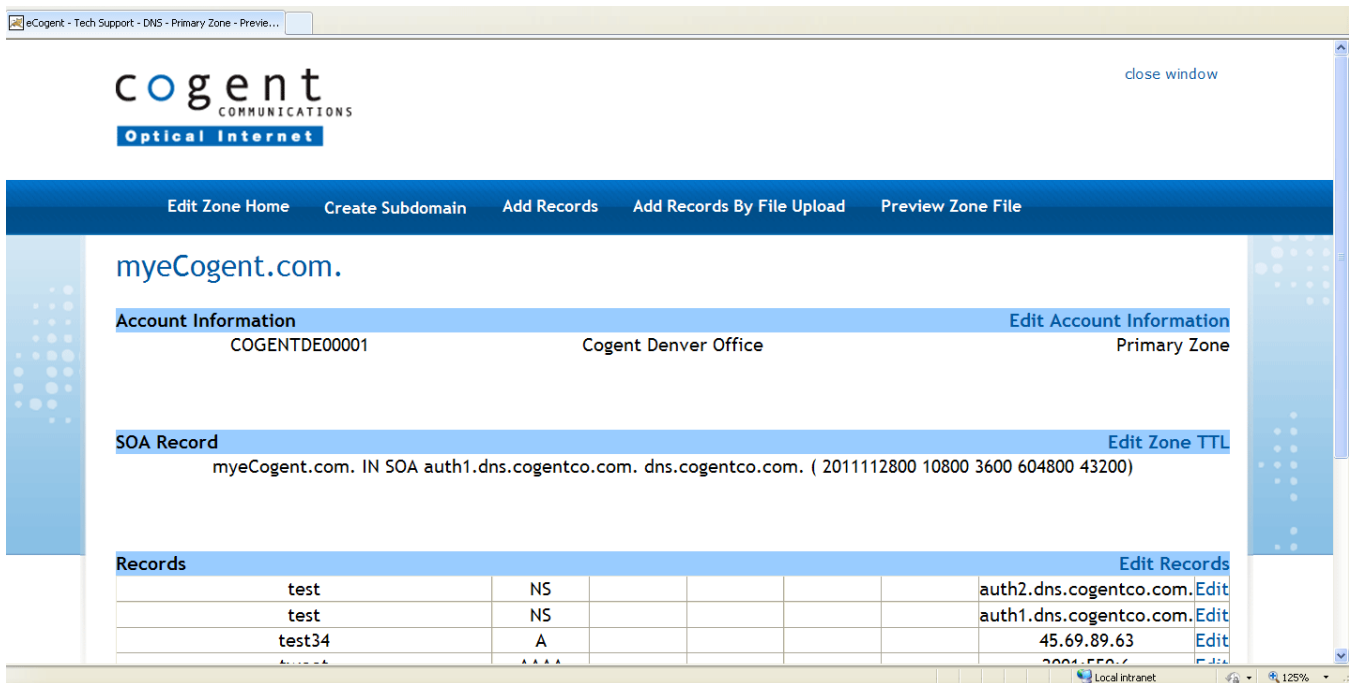 eCogent - Tech Support - DNS - Primary Zone - Previe...
cogent
COMMUNICATIONS
Optical Internet
close window
Edit Zone Home Create Subdomain Add Records Add Records By File Upload Preview Zone File
myeCogent.com.
Account Information Edit Account Information
COGENTDE00001 Cogent Denver Office Primary Zone
SOA Record Edit Zone TTL
myeCogent.com. IN SOA auth1.dns.cogentco.com. dns.cogentco.com. ( 2011112800 10800 3600 604800 43200)
Records Edit Records
test NS auth2.dns.cogentco.com. Edit
test NS auth1.dns.cogentco.com. Edit
test34 A 45.69.89.63 Edit
AAAA Edit
Local intranet 125%